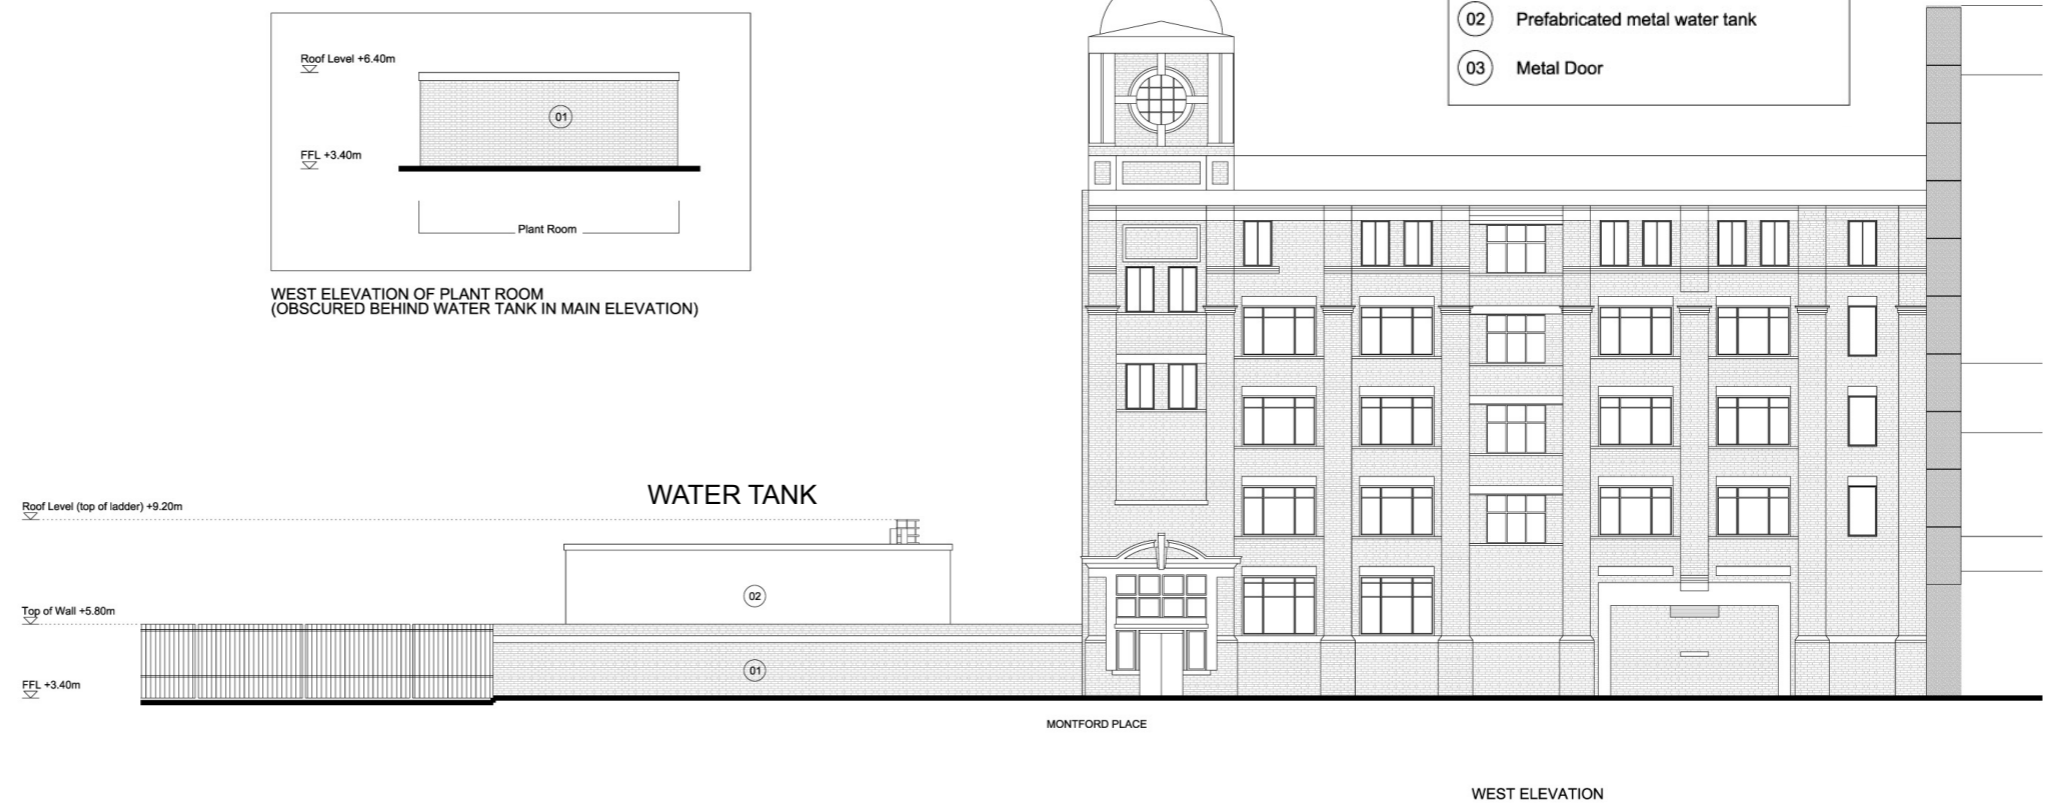 Roof Level +6.40m
01
FFL +3.40m
Plant Room
WEST ELEVATION OF PLANT ROOM
(OBSCURED BEHIND WATER TANK IN MAIN ELEVATION)
02 Prefabricated metal water tank
03 Metal Door
WATER TANK
Roof Level (top of ladder) +9.20m
02
Top of Wall +5.80m
01
FFL +3.40m
MONTFORD PLACE
WEST ELEVATION